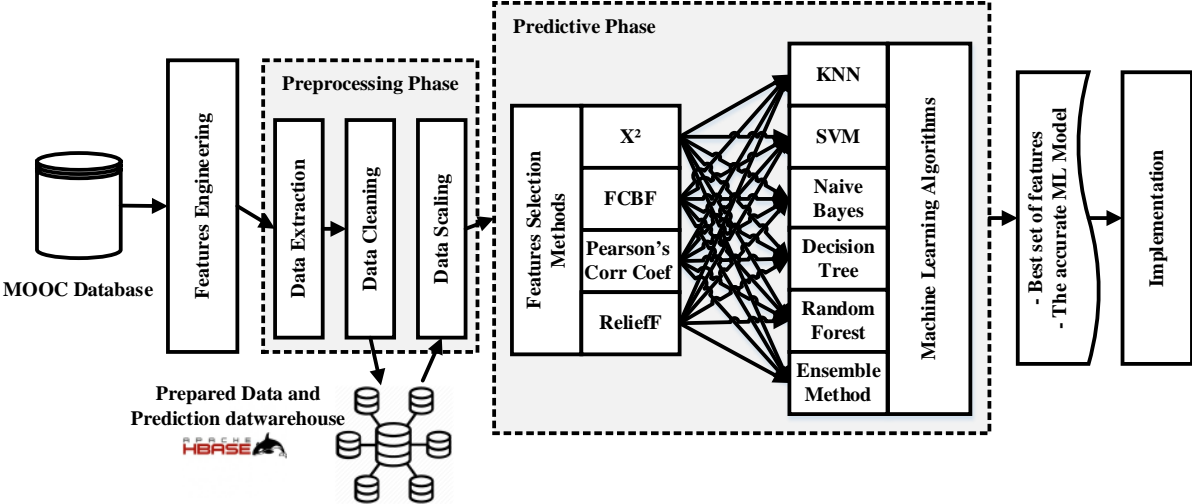 MOOC Database
Features Engineering
Preprocessing Phase
Data Extraction
Data Cleaning
Data Scaling
Prepared Data and
Prediction datwarehouse
APACHE
HBASE
Predictive Phase
Features Selection
Methods
X²
FCBF
Pearson's
Corr Coef
ReliefF
KNN
SVM
Naive
Bayes
Decision
Tree
Random
Forest
Ensemble
Method
Machine Learning Algorithms
- Best set of features
- The accurate ML Model
Implementation